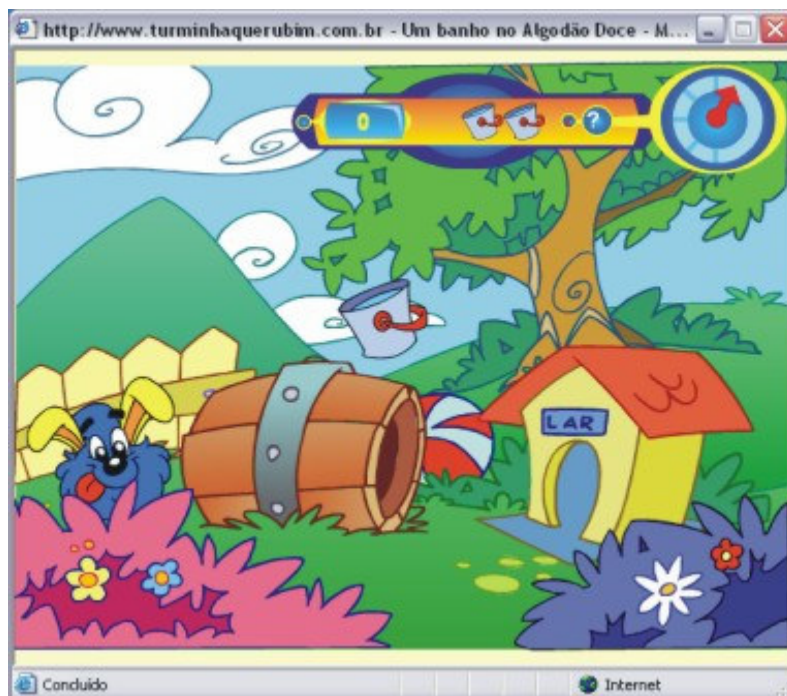 http://www.turminhaquerubim.com.br - Um banho no Algodão Doce - M...
0
?
LAR
Concluído
Internet